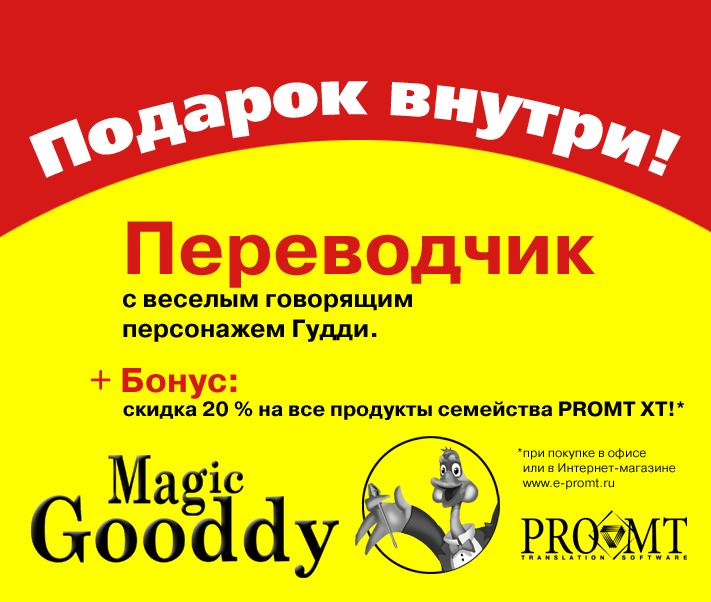 Подарок внутри!
Переводчик
с веселым говорящим
персонажем Гудди.
+ Бонус:
скидка 20 % на все продукты семейства PROMT XT!*
*при покупке в офисе
или в Интернет-магазине
www.e-promt.ru
Magic
Gooddy
PROMT
TRANSLATION SOFTWARE